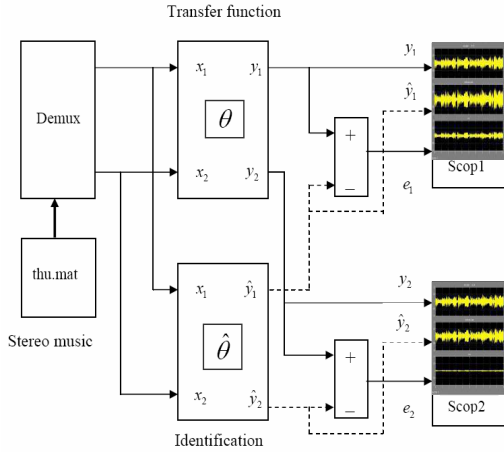 Transfer function
x₁ y₁
Demux
θ
x₂ y₂
thu.mat
Stereo music
x₁ ŷ₁
θ̂
x₂ ŷ₂
Identification
+
−
+
−
y₁
ŷ₁
e₁
Scop1
y₂
ŷ₂
e₂
Scop2